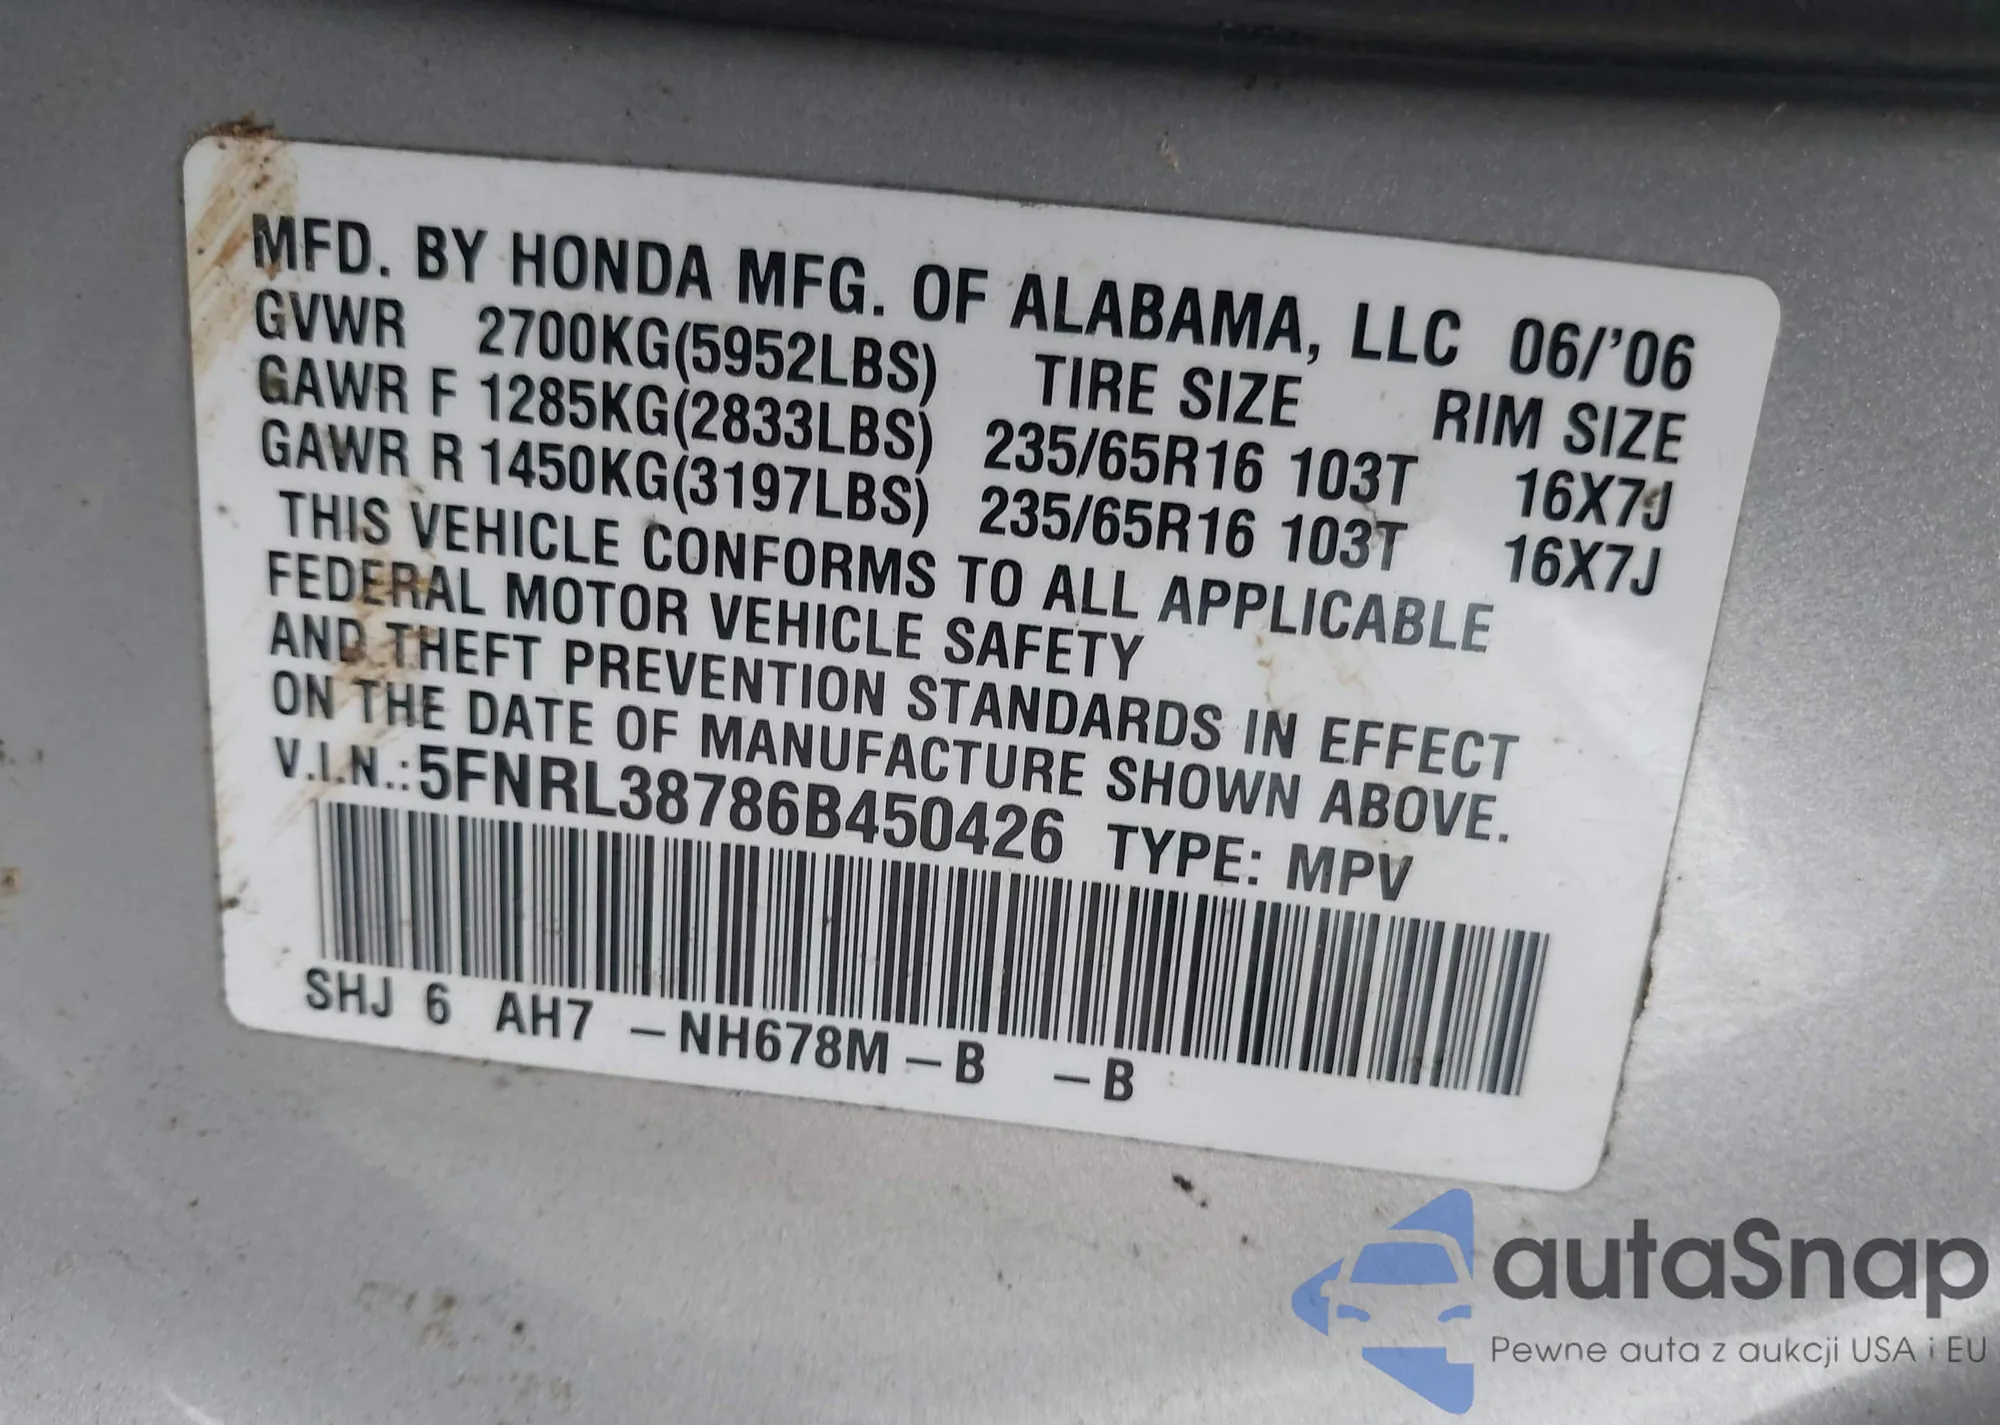 MFD. BY HONDA MFG. OF ALABAMA, LLC 06/'06
GVWR 2700KG(5952LBS) TIRE SIZE RIM SIZE
GAWR F 1285KG(2833LBS) 235/65R16 103T 16X7J
GAWR R 1450KG(3197LBS) 235/65R16 103T 16X7J
THIS VEHICLE CONFORMS TO ALL APPLICABLE
FEDERAL MOTOR VEHICLE SAFETY
AND THEFT PREVENTION STANDARDS IN EFFECT
ON THE DATE OF MANUFACTURE SHOWN ABOVE.
V.I.N.: 5FNRL38786B450426 TYPE: MPV
SHJ 6 AH7 –NH678M–B –B
autaSnap
Pewne auta z aukcji USA i EU